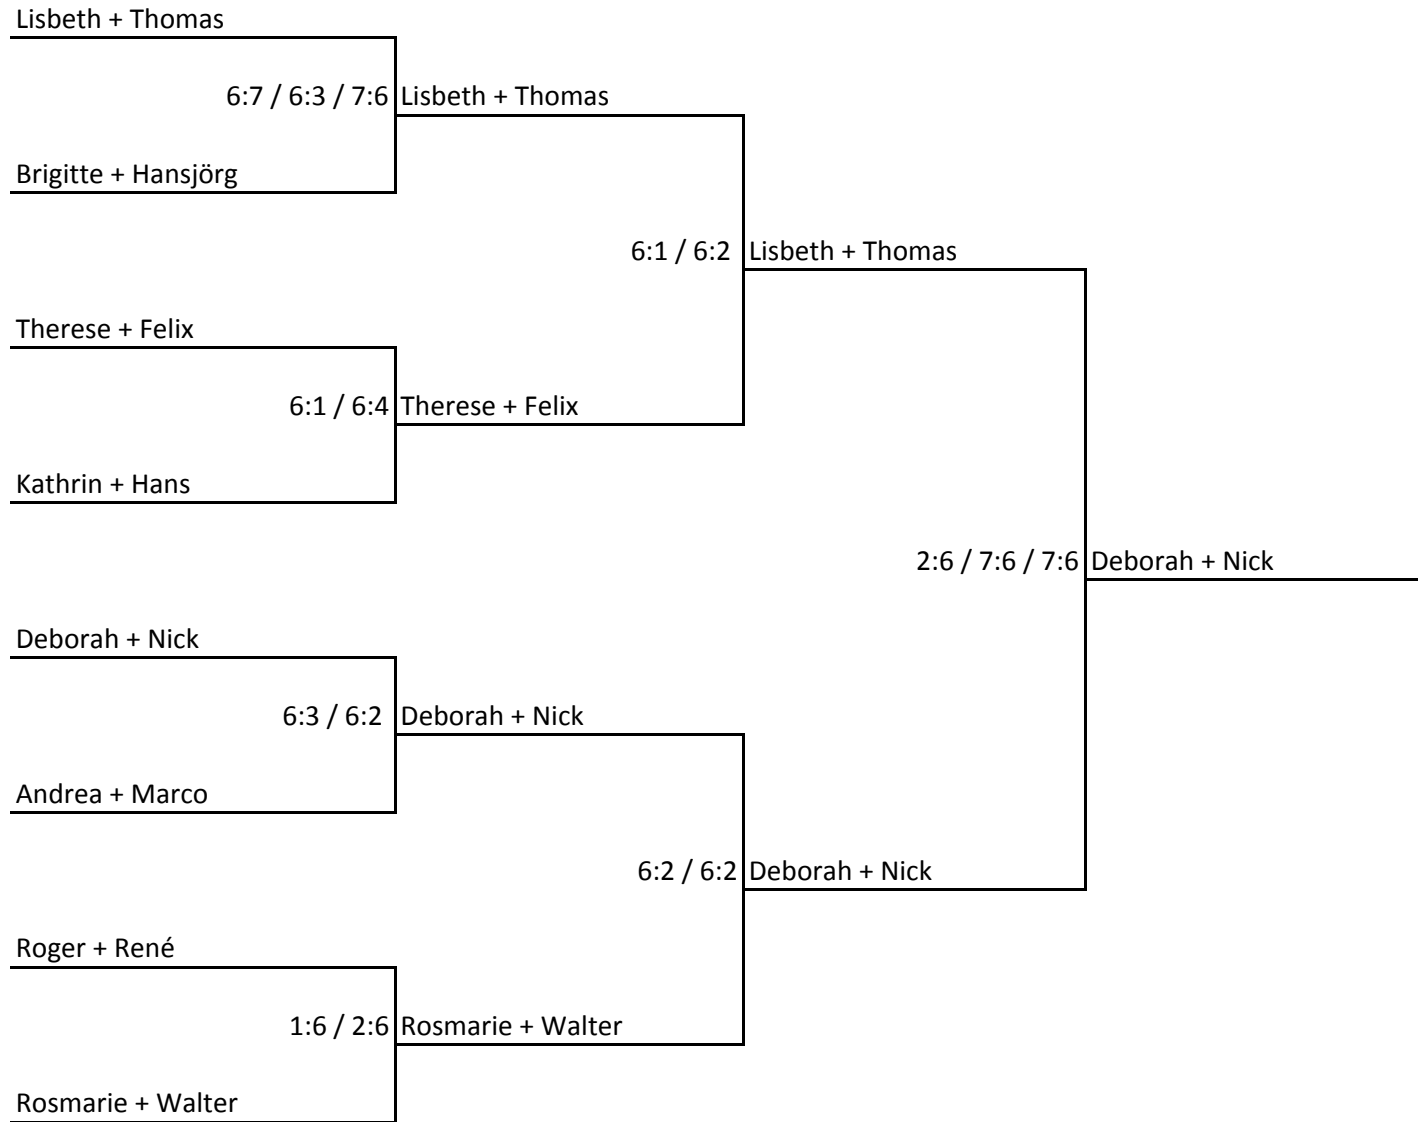 Lisbeth + Thomas
6:7 / 6:3 / 7:6 Lisbeth + Thomas
Brigitte + Hansjörg
6:1 / 6:2 Lisbeth + Thomas
Therese + Felix
6:1 / 6:4 Therese + Felix
Kathrin + Hans
2:6 / 7:6 / 7:6 Deborah + Nick
Deborah + Nick
6:3 / 6:2 Deborah + Nick
Andrea + Marco
6:2 / 6:2 Deborah + Nick
Roger + René
1:6 / 2:6 Rosmarie + Walter
Rosmarie + Walter